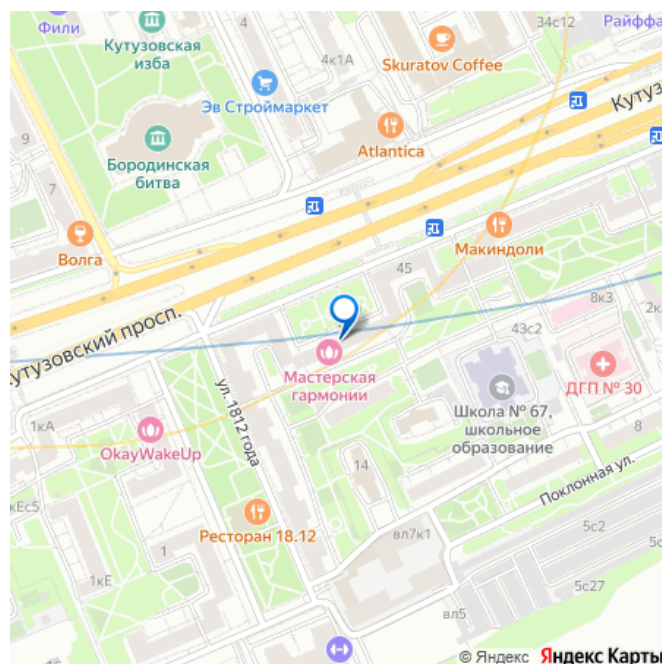 Фили
Кутузовская
изба
4
4к1А
34с12
Райффа
Skuratov Coffee
Эв Строймаркет
9
7
Бородинская
битва
Atlantica
Кутуз
Волга
Макиндоли
45
8к3
2к
43с2
Кутузовский просп.
Мастерская
гармонии
ДГП № 30
Школа № 67,
школьное
образование
1кА
ул. 1812 года
OkayWakeUp
8
14
Поклонная ул.
кЕс5
Ресторан 18.12
вл7к1
5с2
1
1кЕ
5с27
вл5
© Яндекс Яндекс Карты